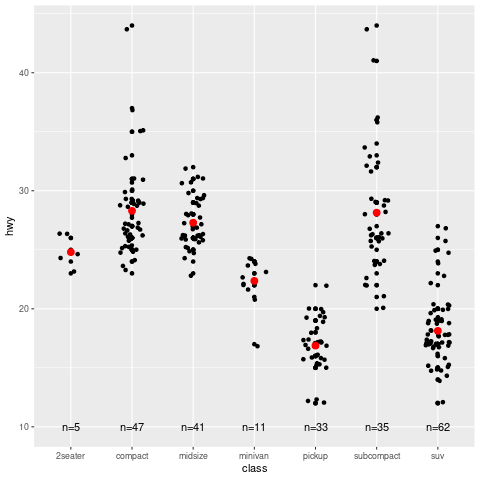 40
30
hwy
20
10
n=5 n=47 n=41 n=11 n=33 n=35 n=62
2seater compact midsize minivan pickup subcompact suv
class